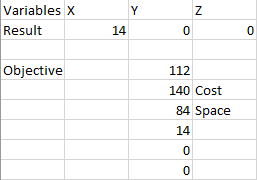 Variables X Y Z
Result 14 0 0
Objective 112
140 Cost
84 Space
14
0
0